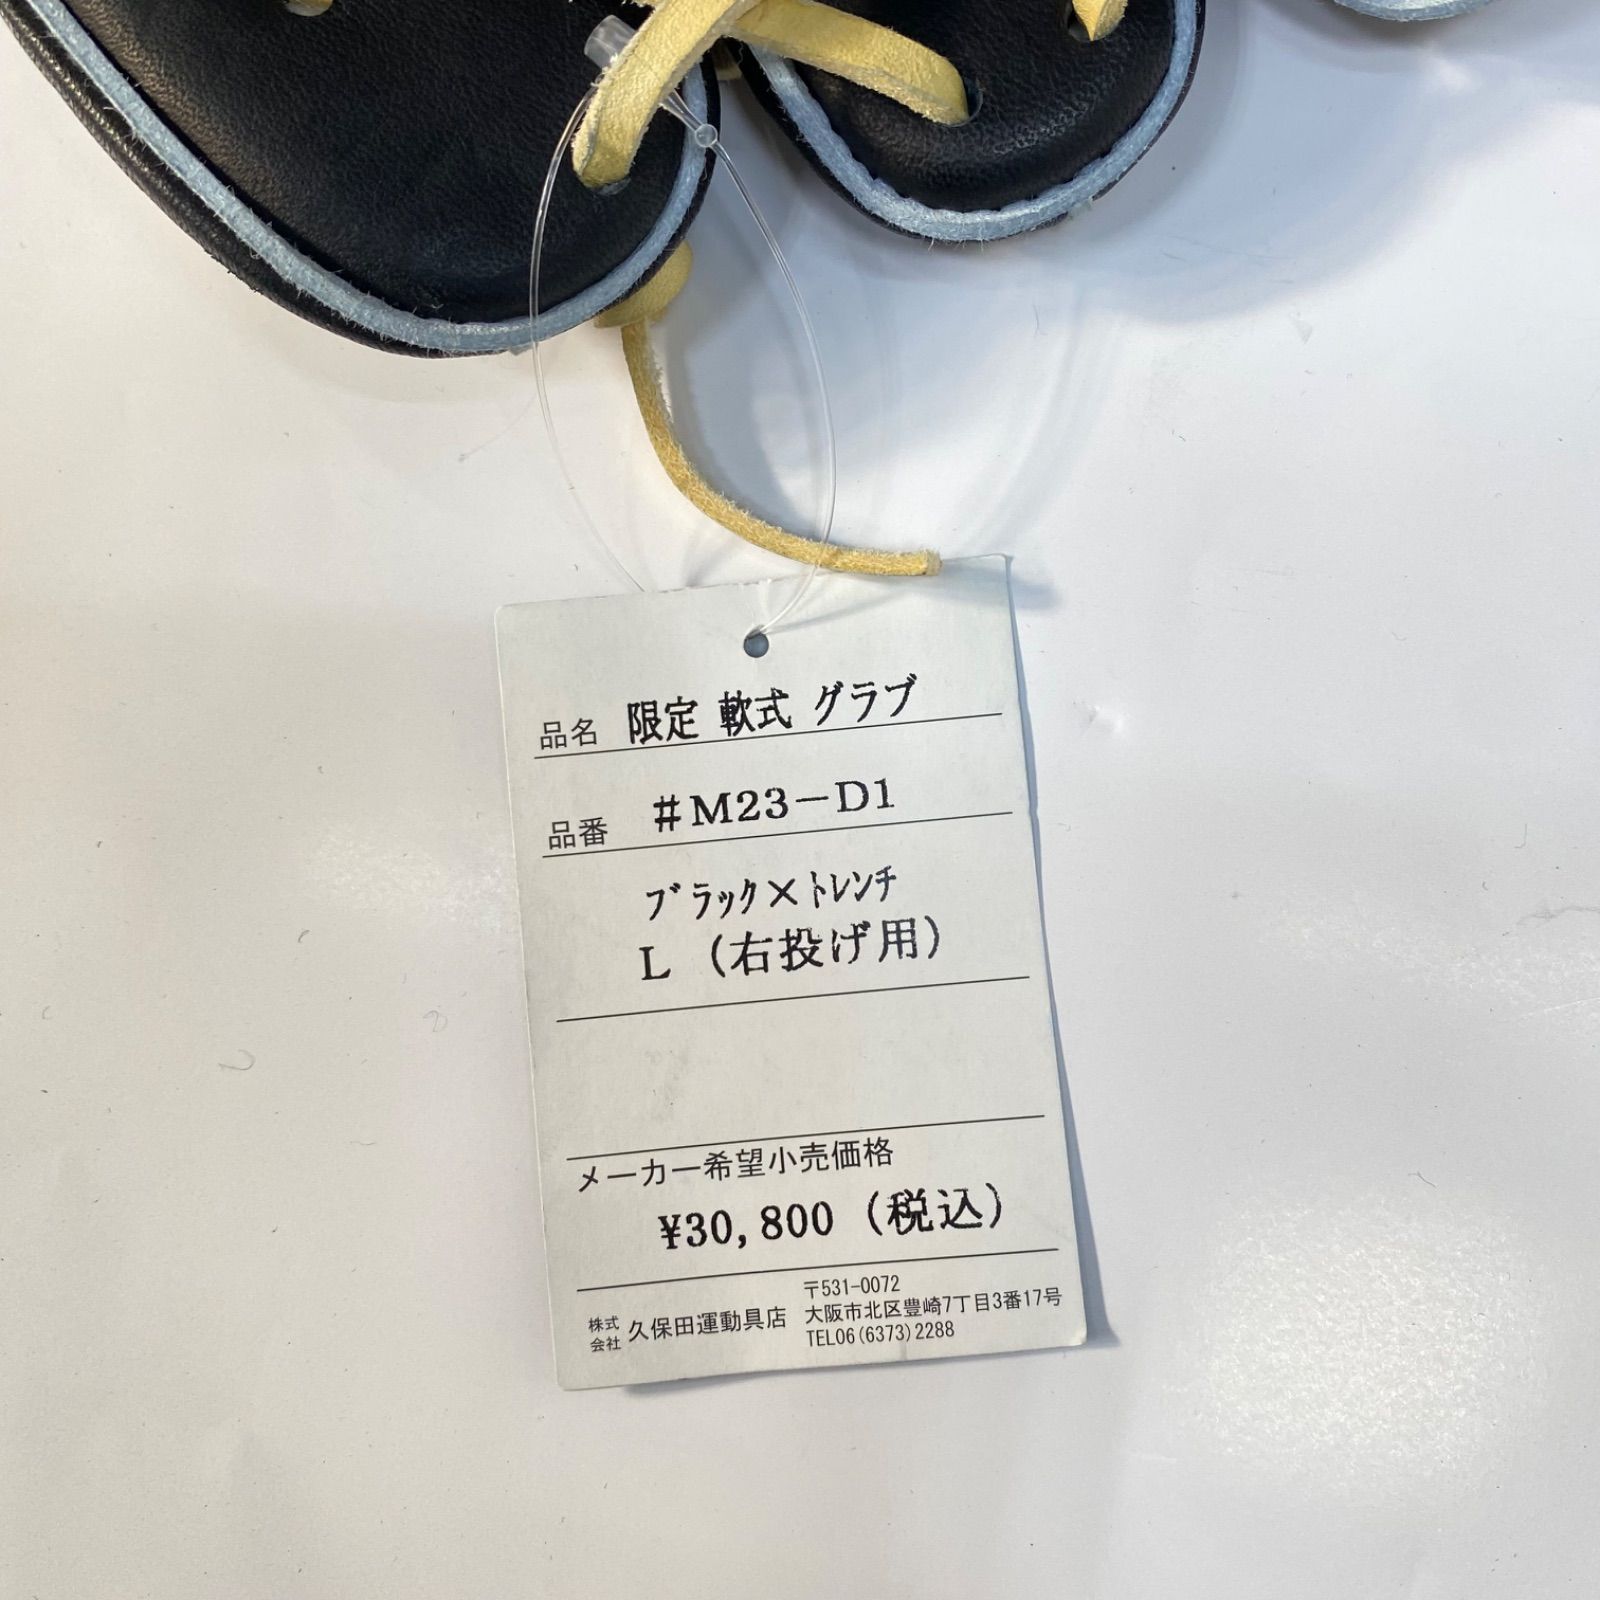 品名 限定 軟式 グラブ
品番 #M23-D1
ブラック×トレンチ
L (右投げ用)
メーカー希望小売価格
¥30,800 (税込)
株式会社 久保田運動具店
〒531-0072
大阪市北区豊崎7丁目3番17号
TEL06(6373)2288